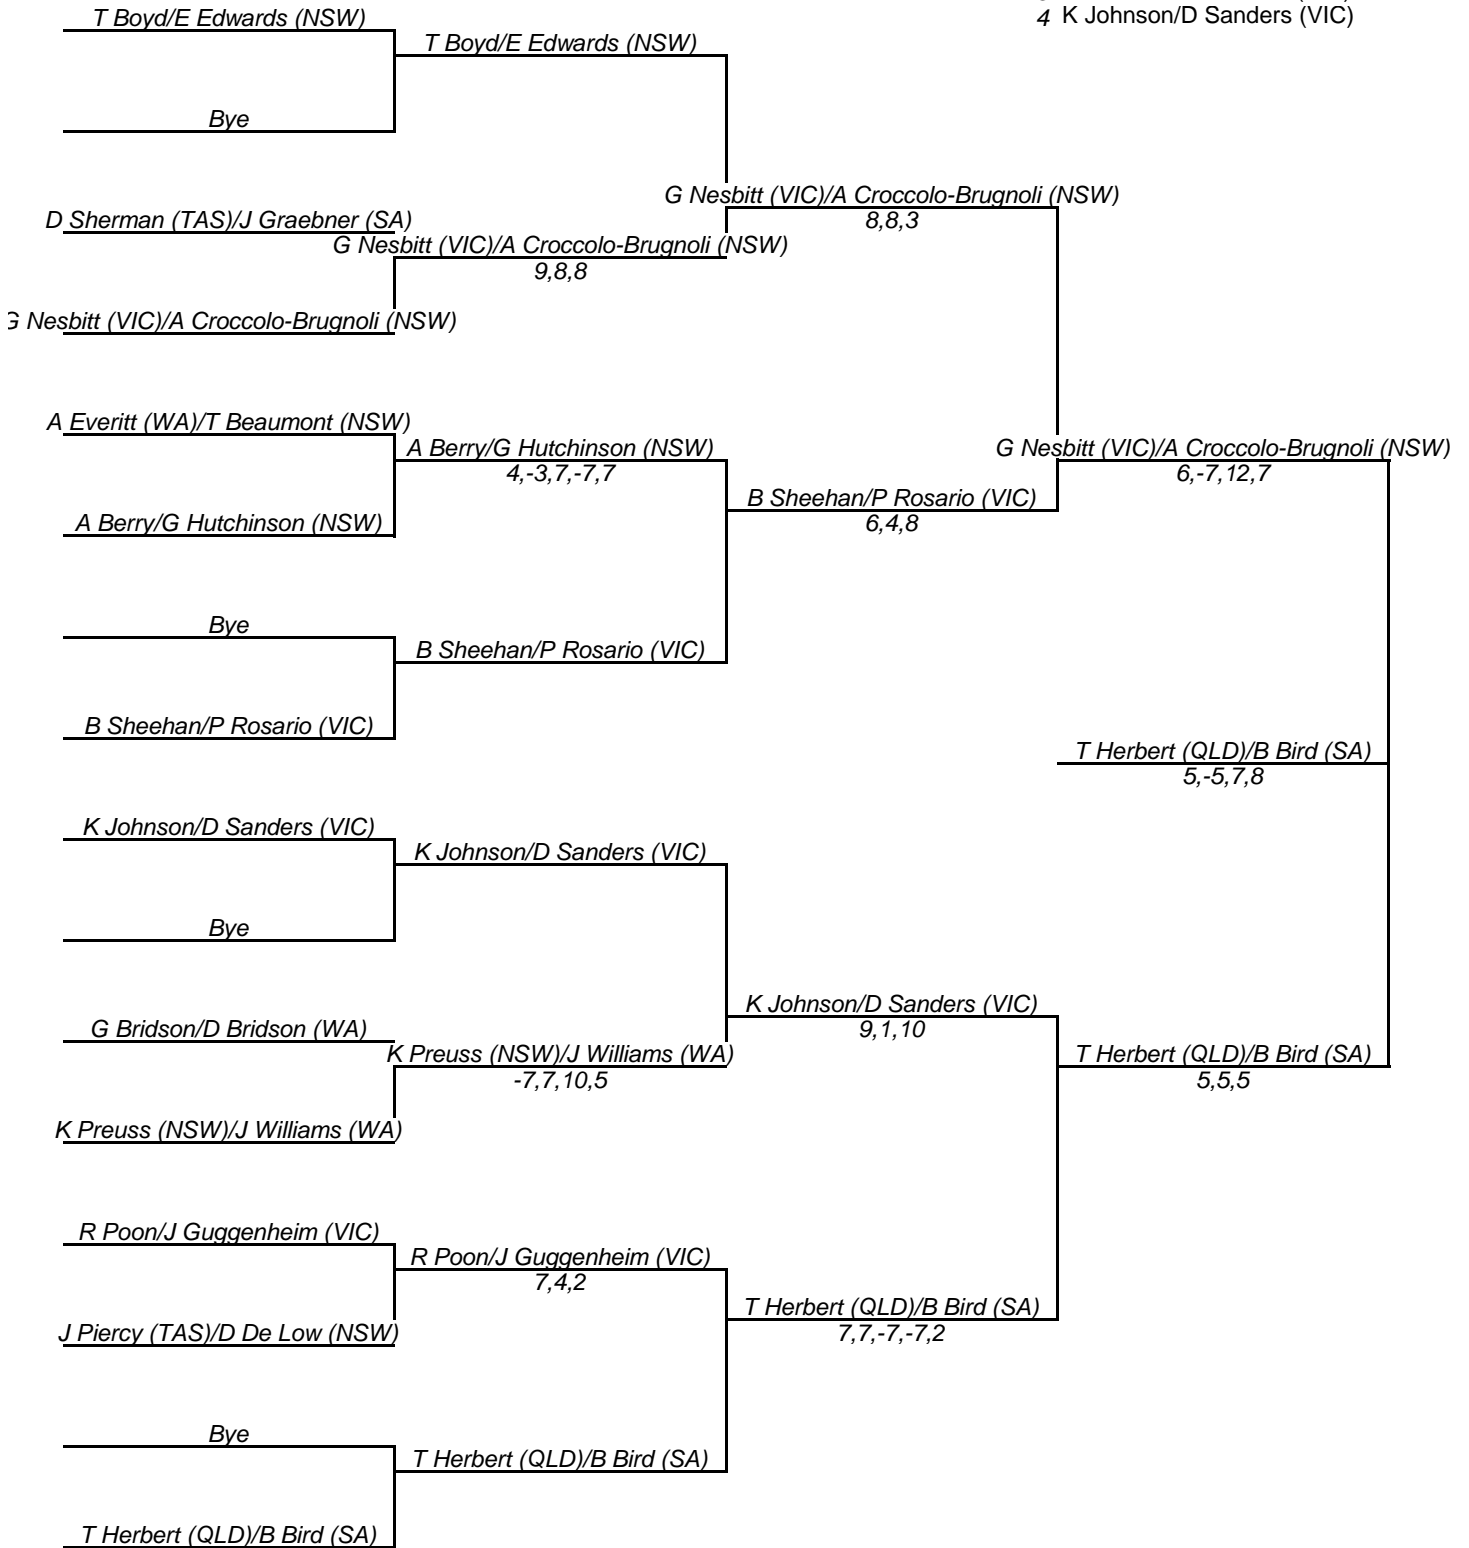 4 K Johnson/D Sanders (VIC)
T Boyd/E Edwards (NSW)
T Boyd/E Edwards (NSW)
Bye
G Nesbitt (VIC)/A Croccolo-Brugnoli (NSW)
8,8,3
D Sherman (TAS)/J Graebner (SA)
G Nesbitt (VIC)/A Croccolo-Brugnoli (NSW)
9,8,8
G Nesbitt (VIC)/A Croccolo-Brugnoli (NSW)
A Everitt (WA)/T Beaumont (NSW)
A Berry/G Hutchinson (NSW)
4,-3,7,-7,7
G Nesbitt (VIC)/A Croccolo-Brugnoli (NSW)
6,-7,12,7
B Sheehan/P Rosario (VIC)
6,4,8
A Berry/G Hutchinson (NSW)
Bye
B Sheehan/P Rosario (VIC)
B Sheehan/P Rosario (VIC)
T Herbert (QLD)/B Bird (SA)
5,-5,7,8
K Johnson/D Sanders (VIC)
K Johnson/D Sanders (VIC)
Bye
K Johnson/D Sanders (VIC)
9,1,10
G Bridson/D Bridson (WA)
K Preuss (NSW)/J Williams (WA)
-7,7,10,5
T Herbert (QLD)/B Bird (SA)
5,5,5
K Preuss (NSW)/J Williams (WA)
R Poon/J Guggenheim (VIC)
R Poon/J Guggenheim (VIC)
7,4,2
T Herbert (QLD)/B Bird (SA)
7,7,-7,-7,2
J Piercy (TAS)/D De Low (NSW)
Bye
T Herbert (QLD)/B Bird (SA)
T Herbert (QLD)/B Bird (SA)